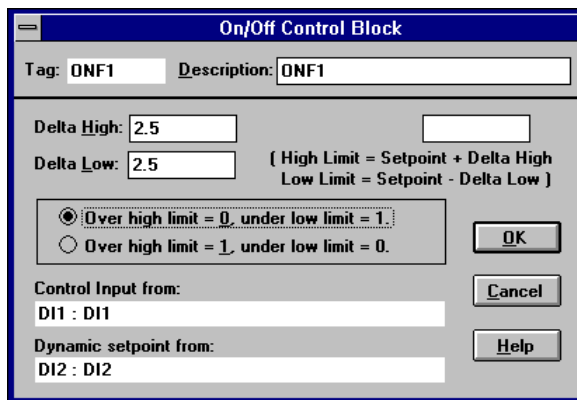 On/Off Control Block
Tag: ONF1 Description: ONF1
Delta High: 2.5
Delta Low: 2.5
( High Limit = Setpoint + Delta High
Low Limit = Setpoint - Delta Low )
Over high limit = 0, under low limit = 1.
Over high limit = 1, under low limit = 0.
OK
Control Input from:
Cancel
DI1 : DI1
Dynamic setpoint from:
Help
DI2 : DI2